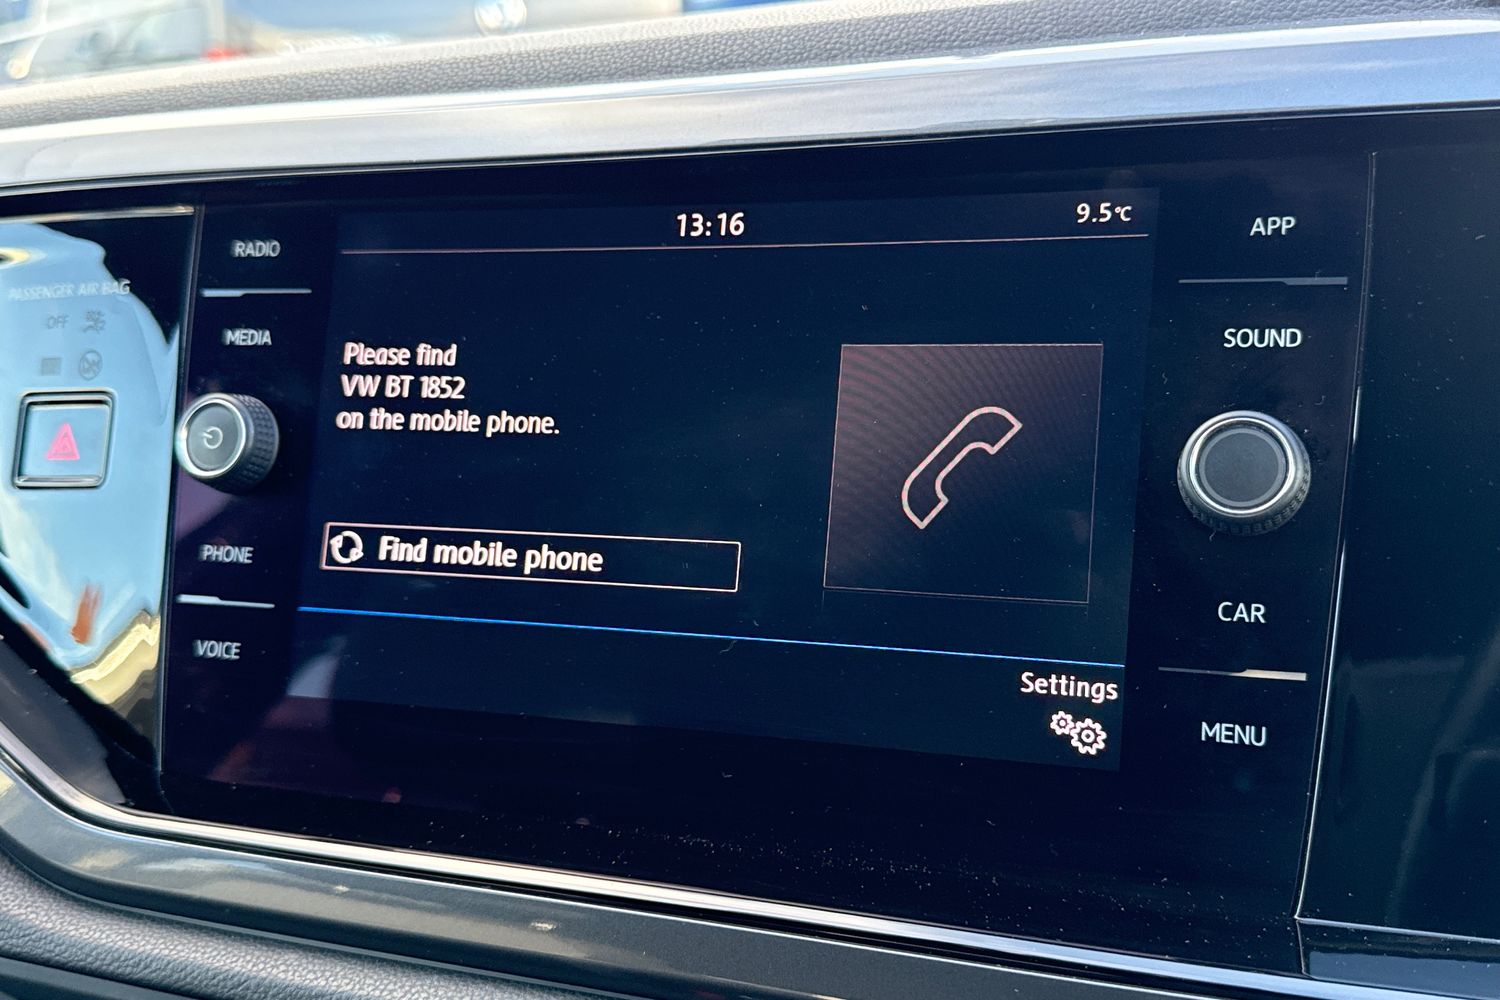 13:16
9.5°C
RADIO
MEDIA
PHONE
VOICE
PASSENGER AIR BAG
OFF
Please find
VW BT 1852
on the mobile phone.
Find mobile phone
Settings
APP
SOUND
CAR
MENU